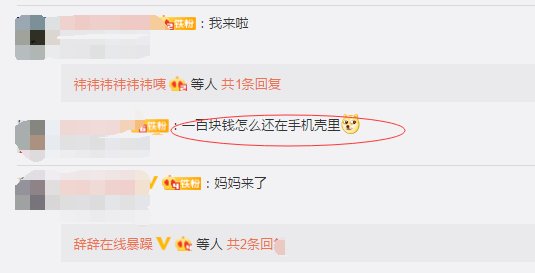 铁粉：我来啦
祎祎祎祎祎祎咦 等人 共1条回复
铁粉：一百块钱怎么还在手机壳里
铁粉：妈妈来了
辞辞在线暴躁 等人 共2条回复